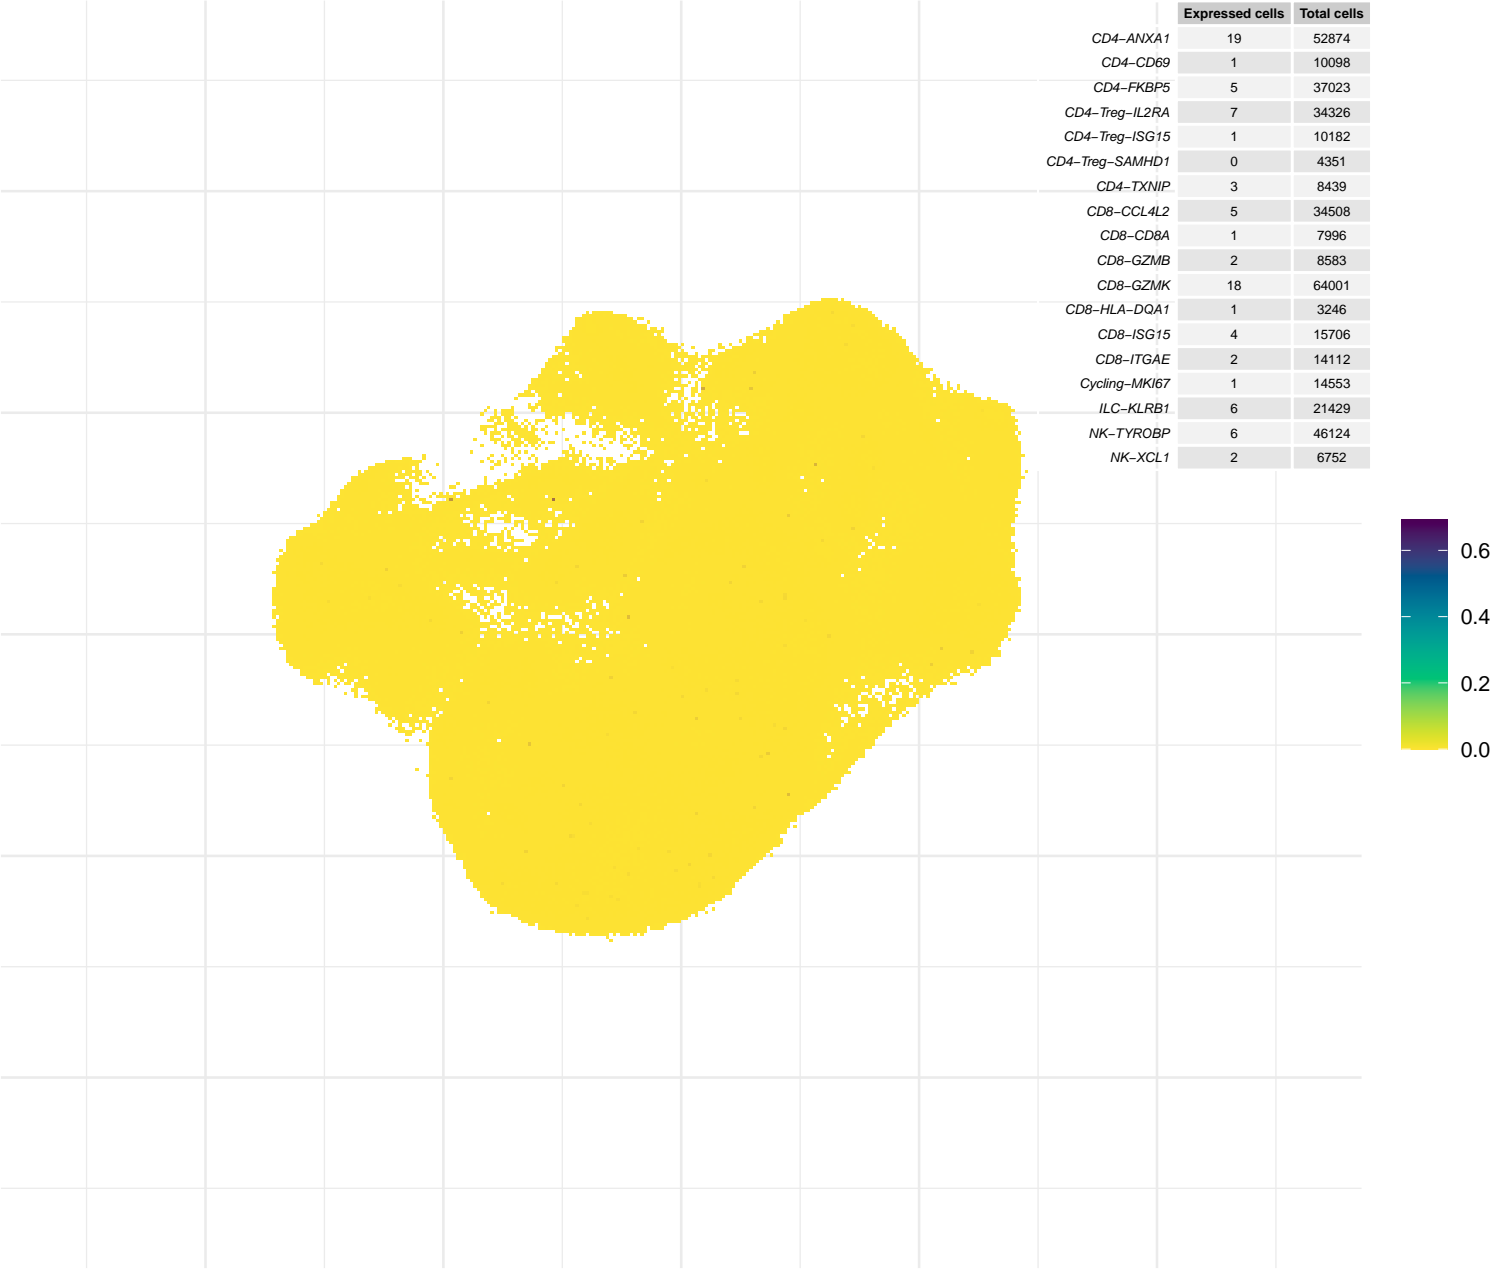 Expressed cells Total cells
CD4−ANXA1 19 52874
CD4−CD69 1 10098
CD4−FKBP5 5 37023
CD4−Treg−IL2RA 7 34326
CD4−Treg−ISG15 1 10182
CD4−Treg−SAMHD1 0 4351
CD4−TXNIP 3 8439
CD8−CCL4L2 5 34508
CD8−CD8A 1 7996
CD8−GZMB 2 8583
CD8−GZMK 18 64001
CD8−HLA−DQA1 1 3246
CD8−ISG15 4 15706
CD8−ITGAE 2 14112
Cycling−MKI67 1 14553
ILC−KLRB1 6 21429
NK−TYROBP 6 46124
NK−XCL1 2 6752
0.6
0.4
0.2
0.0